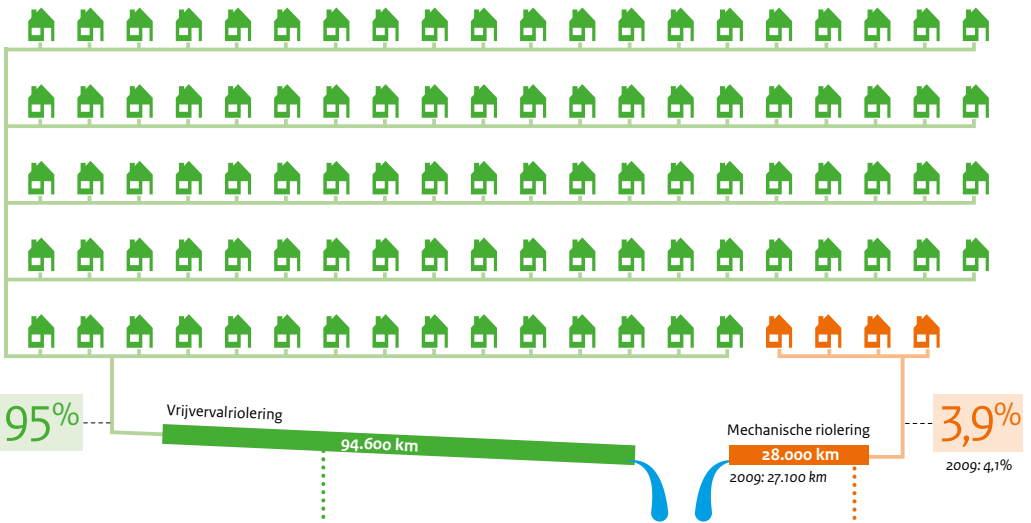 95%
Vrijvervalriolering
94.600 km
Mechanische riolering
28.000 km
2009: 27.100 km
3,9%
2009: 4,1%